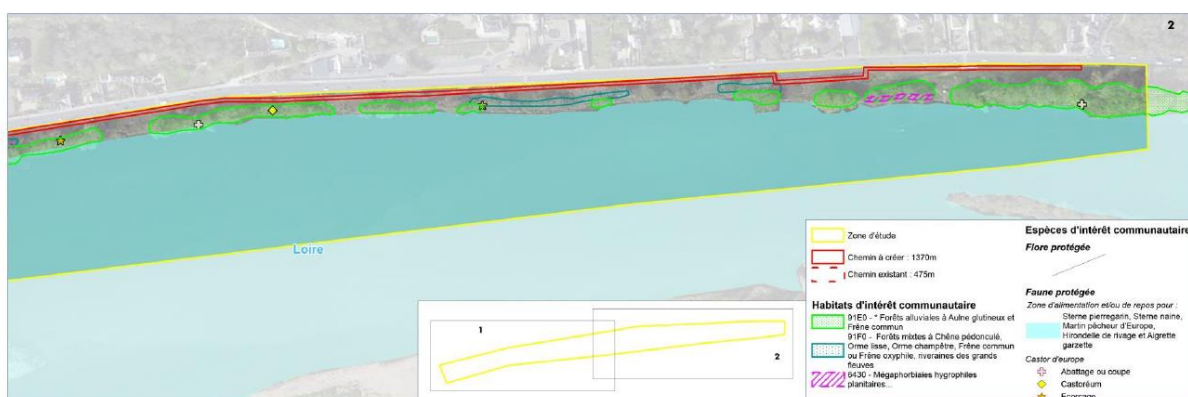 2
Loire
1
2
Zone d'étude
Chemin à créer : 1370m
Chemin existant : 475m
Habitats d'intérêt communautaire
91E0 - * Forêts alluviales à Aulne glutineux et
Frêne commun
91F0 - Forêts mixtes à Chêne pédonculé,
Orme lisse, Orme champêtre, Frêne commun
ou Frêne oxyphile, riveraines des grands
fleuves
6430 - Mégaphorbiaies hygrophiles
planitaires...
Espèces d'intérêt communautaire
Flore protégée
Faune protégée
Zone d'alimentation et/ou de repos pour :
Sterne pierregarin, Sterne naine,
Martin pêcheur d'Europe,
Hirondelle de rivage et Aigrette
garzette
Castor d'europe
Abattage ou coupe
Castoréum
Ecorçage